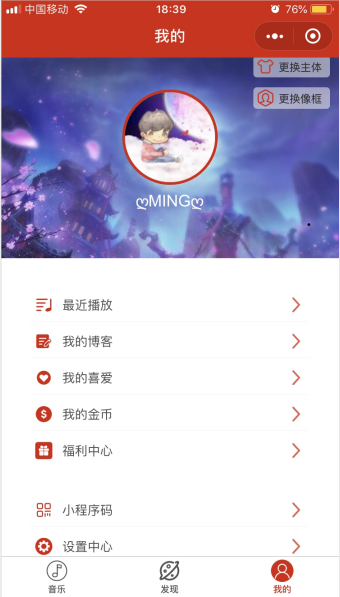 中国移动 18:39 76%
我的
更换主体
更换像框
ღMINGღ
最近播放
我的博客
我的喜爱
我的金币
福利中心
小程序码
设置中心
音乐 发现 我的